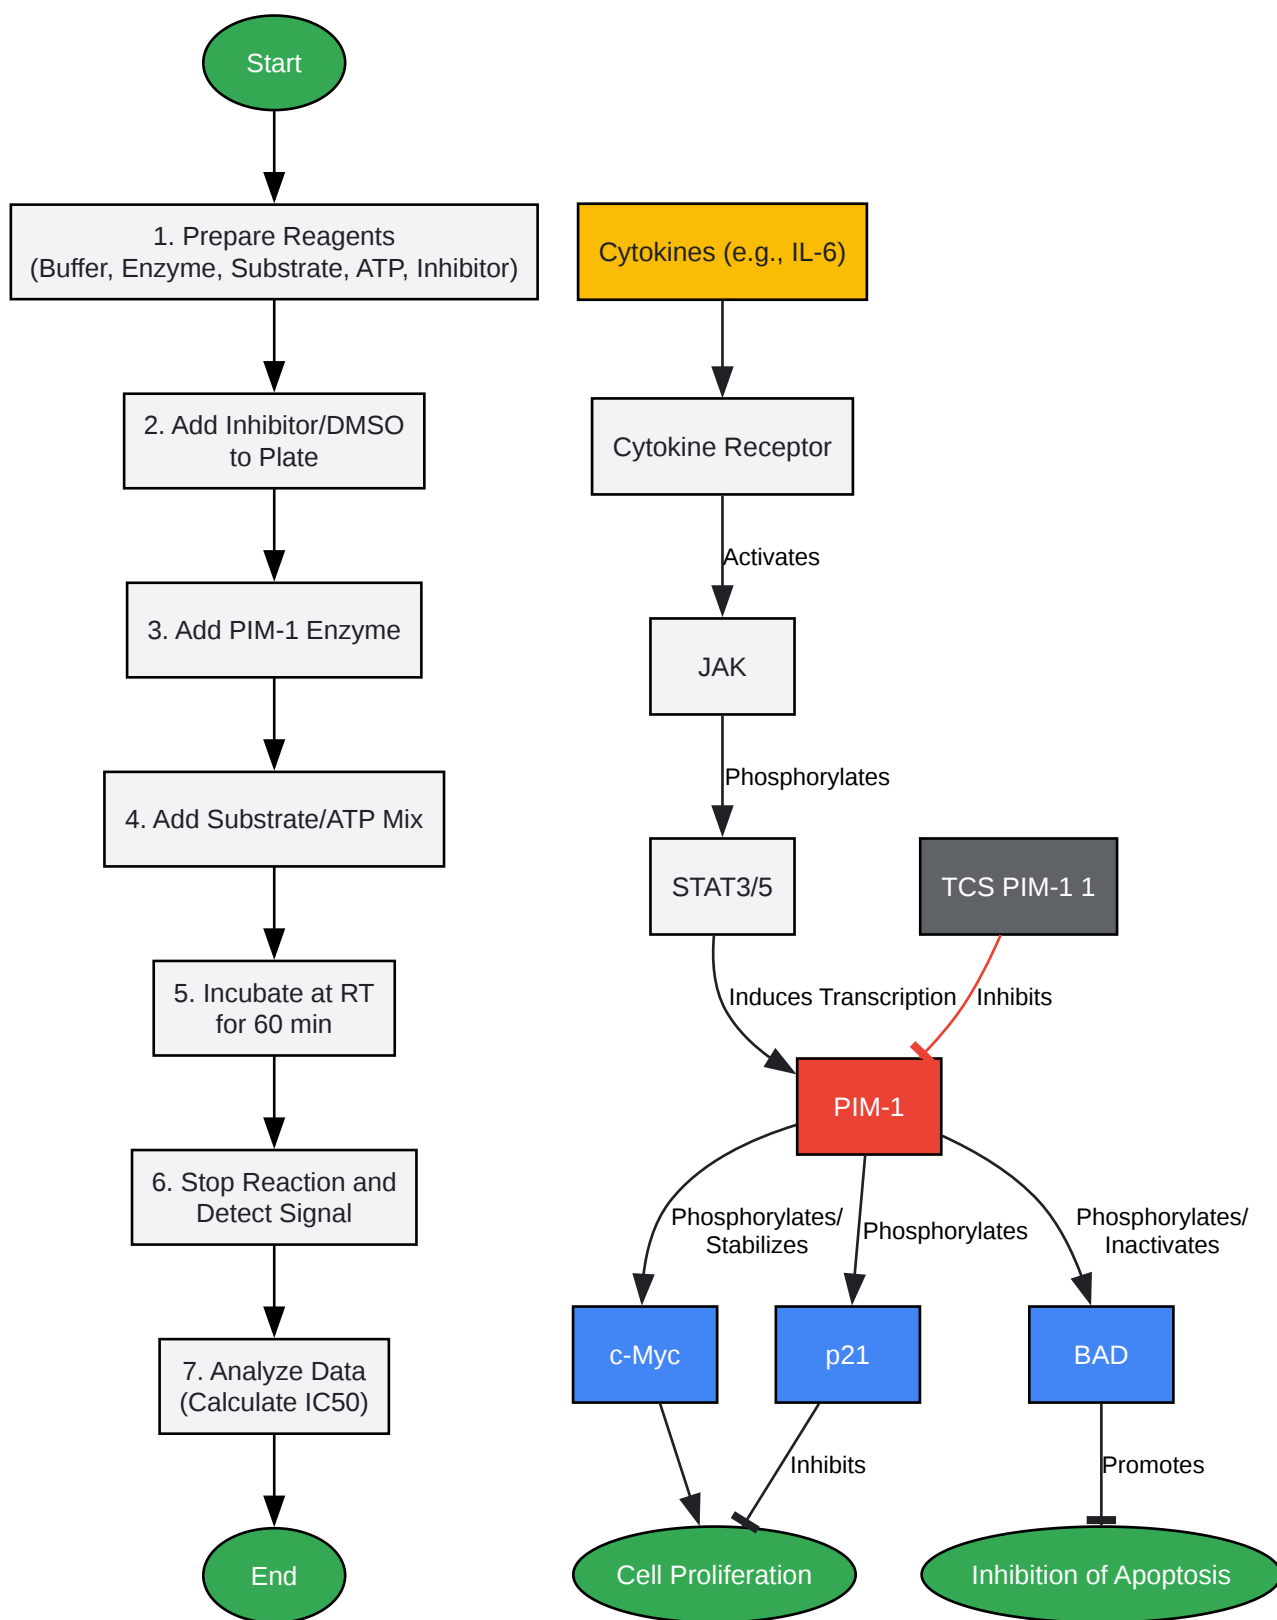 Start
1. Prepare Reagents
(Buffer, Enzyme, Substrate, ATP, Inhibitor)
2. Add Inhibitor/DMSO
to Plate
3. Add PIM-1 Enzyme
4. Add Substrate/ATP Mix
5. Incubate at RT
for 60 min
6. Stop Reaction and
Detect Signal
7. Analyze Data
(Calculate IC50)
End
Cytokines (e.g., IL-6)
Cytokine Receptor
Activates
JAK
Phosphorylates
STAT3/5
TCS PIM-1 1
Induces Transcription
Inhibits
PIM-1
Phosphorylates/
Stabilizes
Phosphorylates
Phosphorylates/
Inactivates
c-Myc
p21
BAD
Inhibits
Promotes
Cell Proliferation
Inhibition of Apoptosis